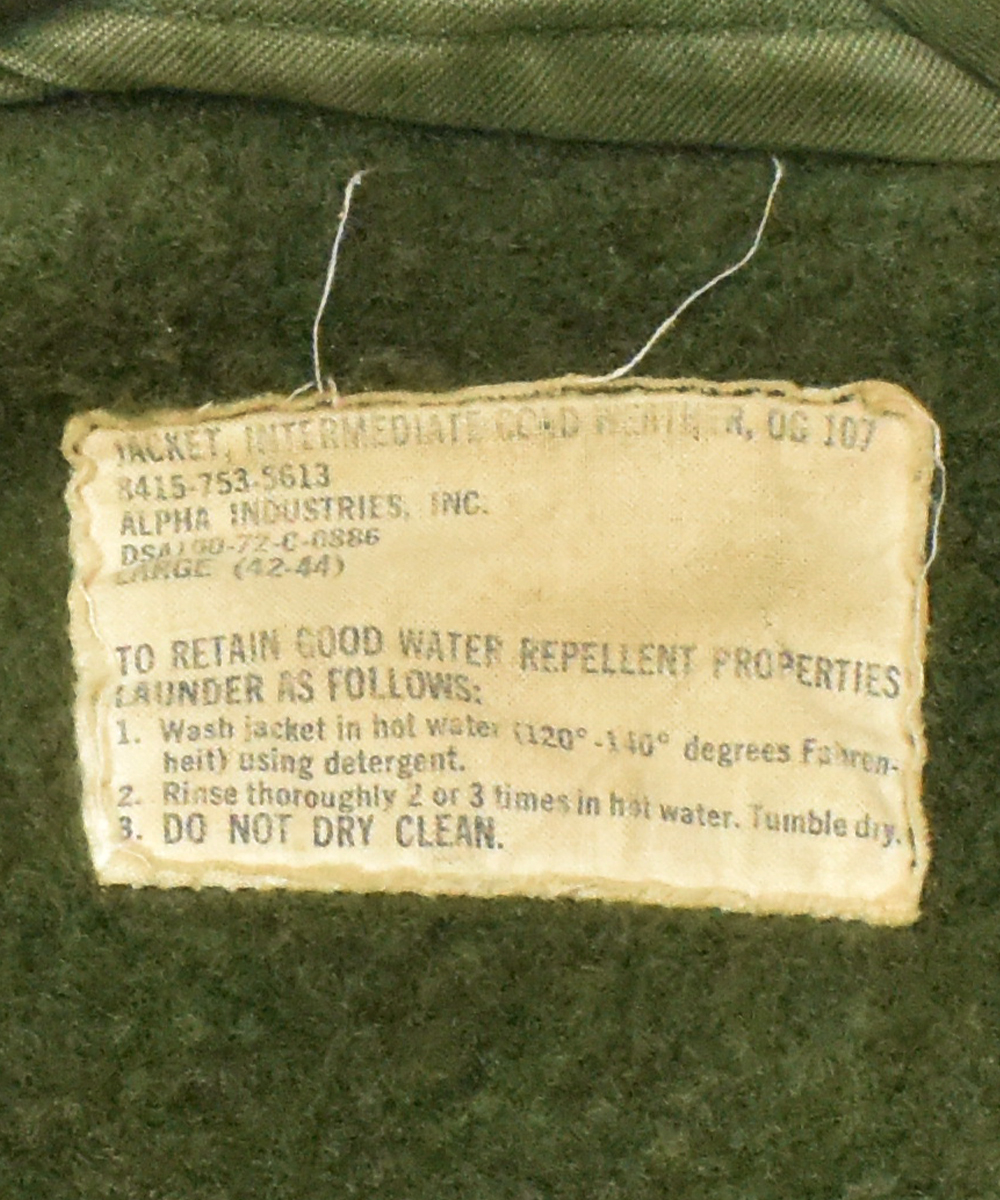 JACKET, INTERMEDIATE COLD WEATHER, OG 107
8415-753-5613
ALPHA INDUSTRIES, INC.
DSA100-72-C-0886
LARGE (42-44)
TO RETAIN GOOD WATER REPELLENT PROPERTIES
LAUNDER AS FOLLOWS:
1. Wash jacket in hot water (120°-140° degrees Fahren-
heit) using detergent.
2. Rinse thoroughly 2 or 3 times in hot water. Tumble dry.
3. DO NOT DRY CLEAN.